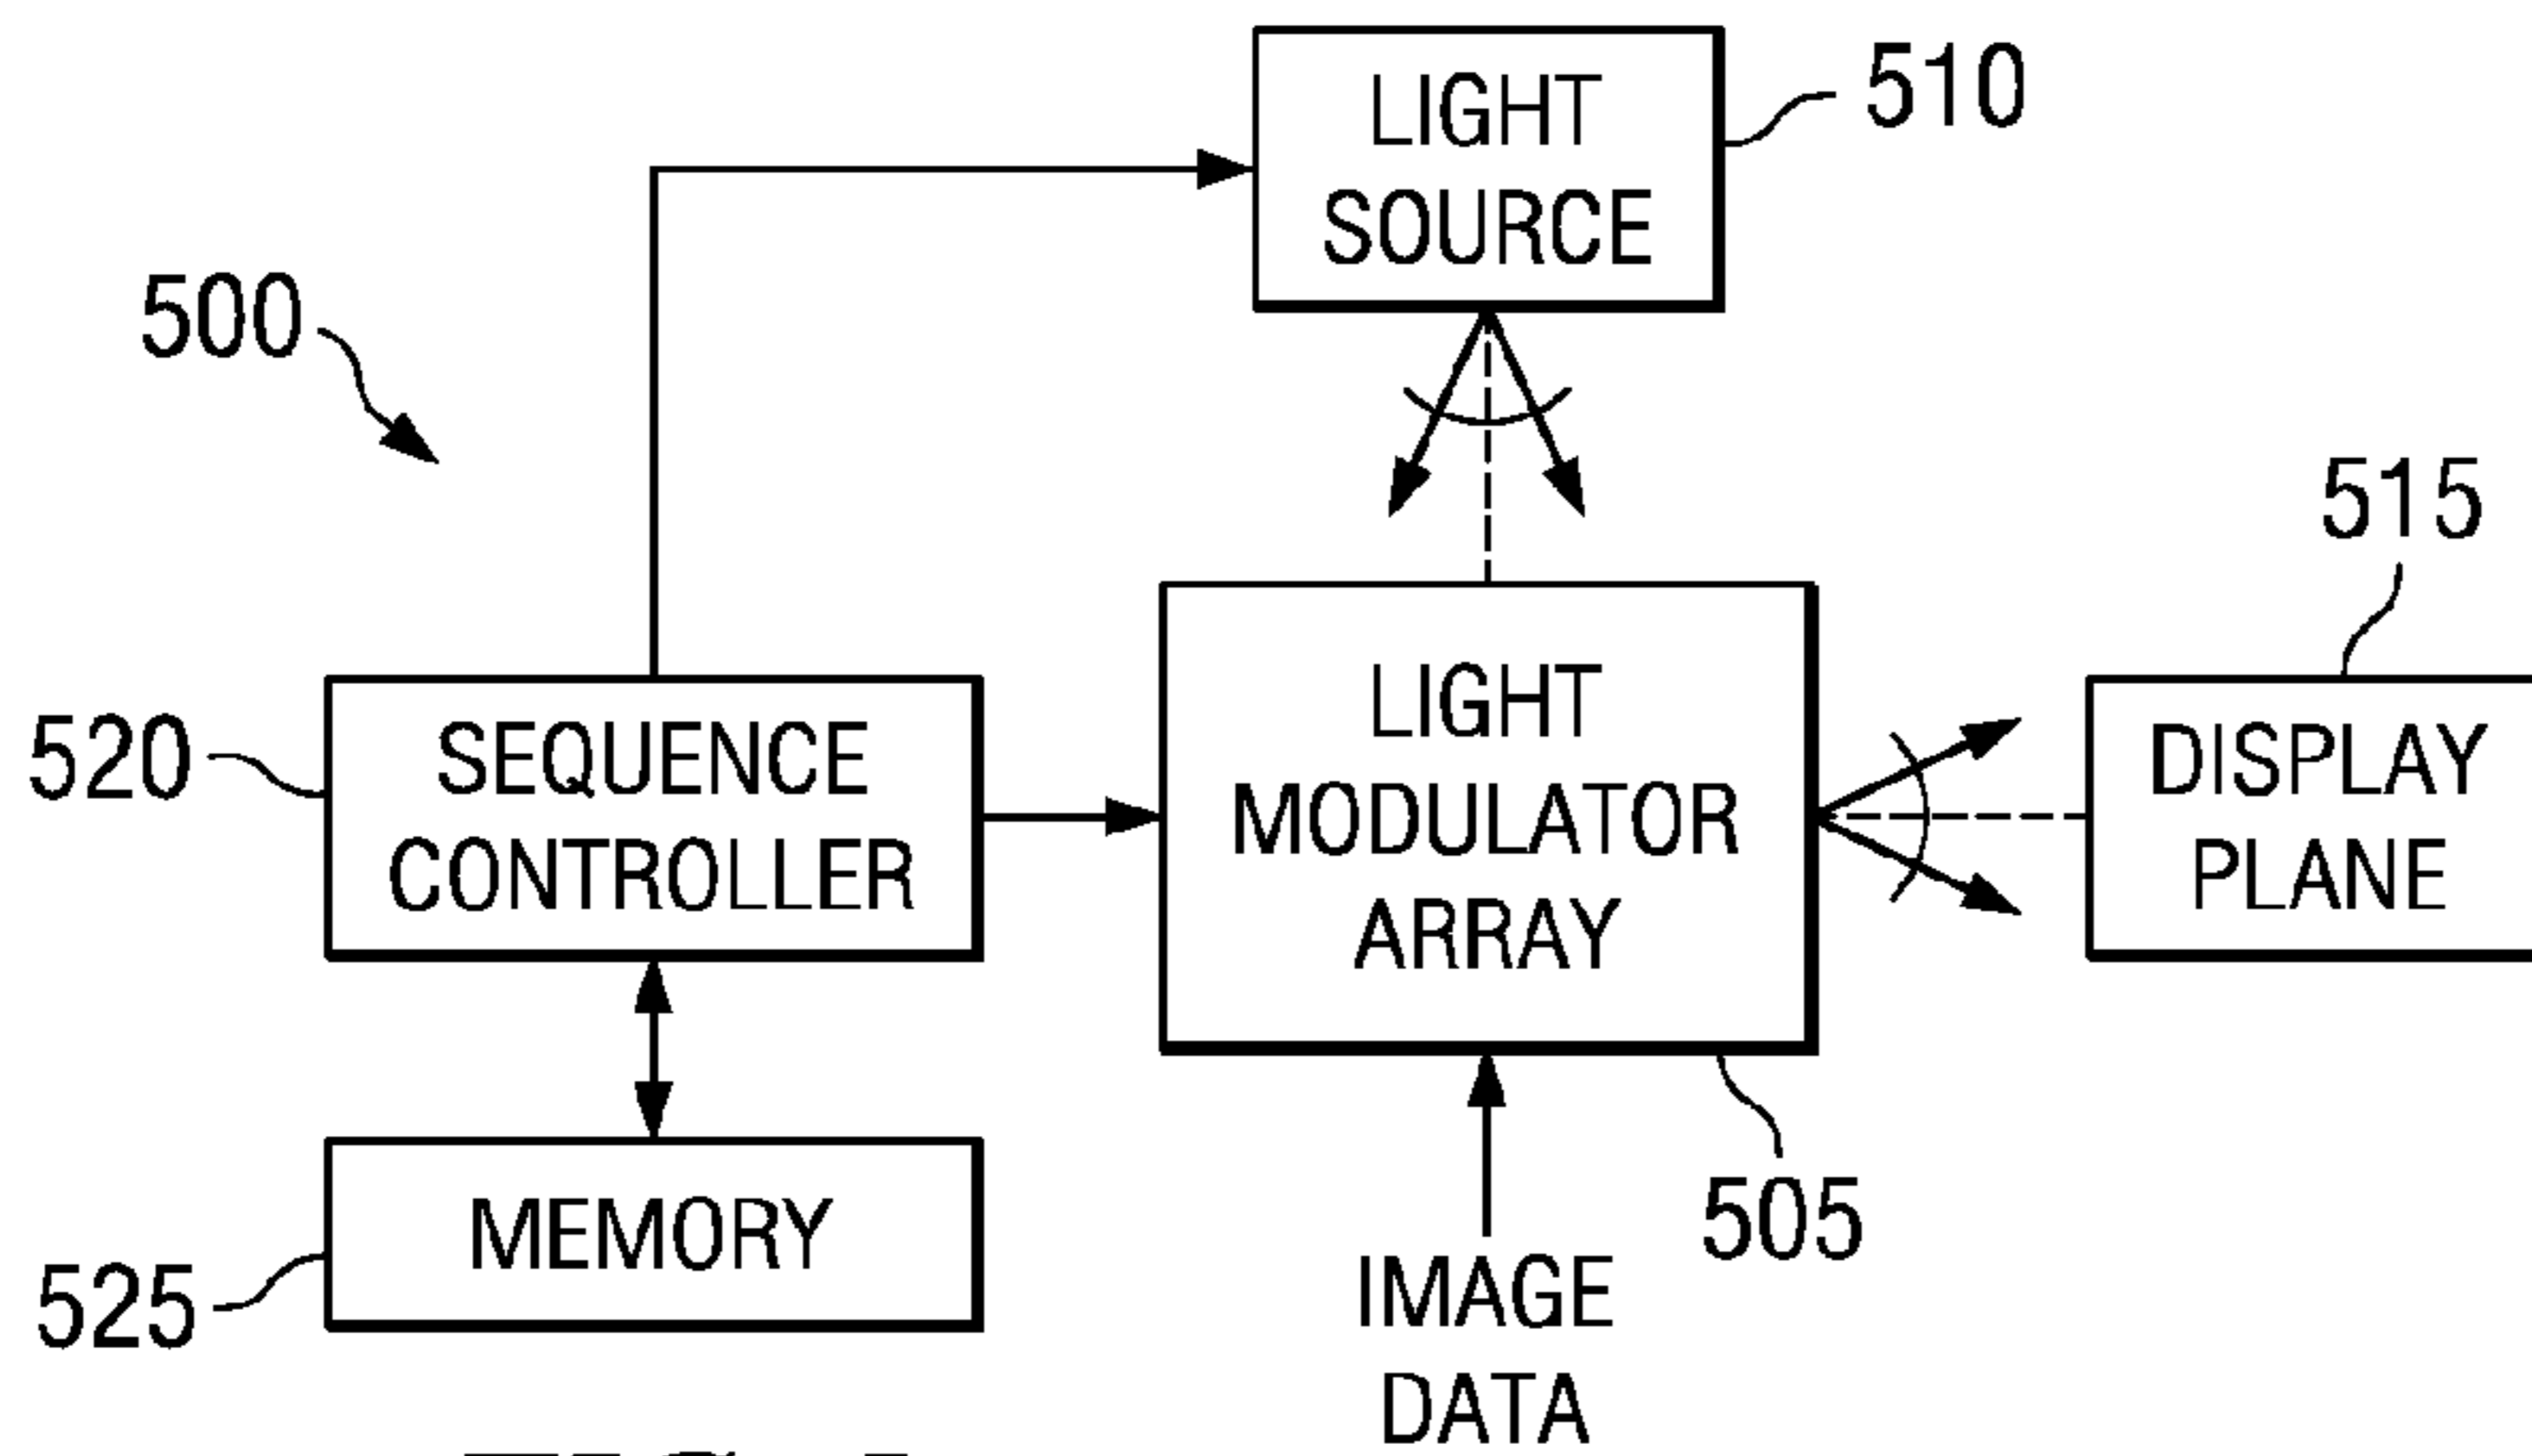 LIGHT
SOURCE
510
500
515
520
SEQUENCE
CONTROLLER
LIGHT
MODULATOR
ARRAY
DISPLAY
PLANE
525
MEMORY
505
IMAGE
DATA